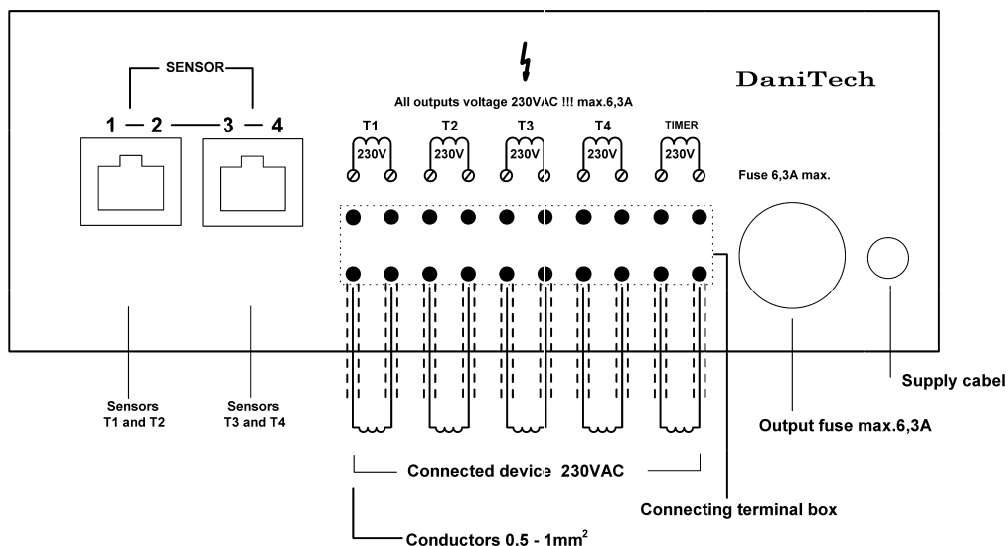 SENSOR
1 2 3 4
DaniTech
All outputs voltage 230VAC !!! max.6,3A
T1 T2 T3 T4 TIMER
230V 230V 230V 230V 230V
Fuse 6,3A max.
Sensors
T1 and T2
Sensors
T3 and T4
Supply cabel
Output fuse max.6,3A
Connected device 230VAC
Connecting terminal box
Conductors 0.5 - 1mm²